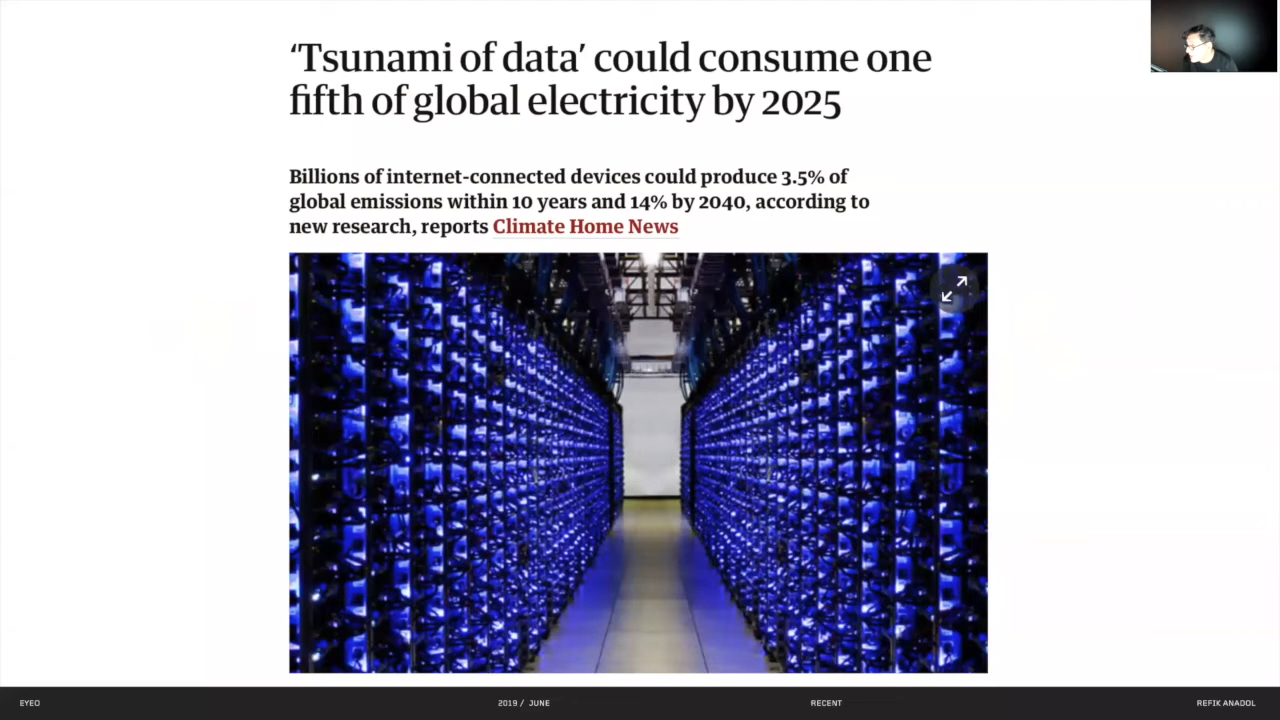 ‘Tsunami of data’ could consume one
fifth of global electricity by 2025
Billions of internet-connected devices could produce 3.5% of
global emissions within 10 years and 14% by 2040, according to
new research, reports Climate Home News
EYEO
2019 / JUNE
RECENT
REFIK ANADOL